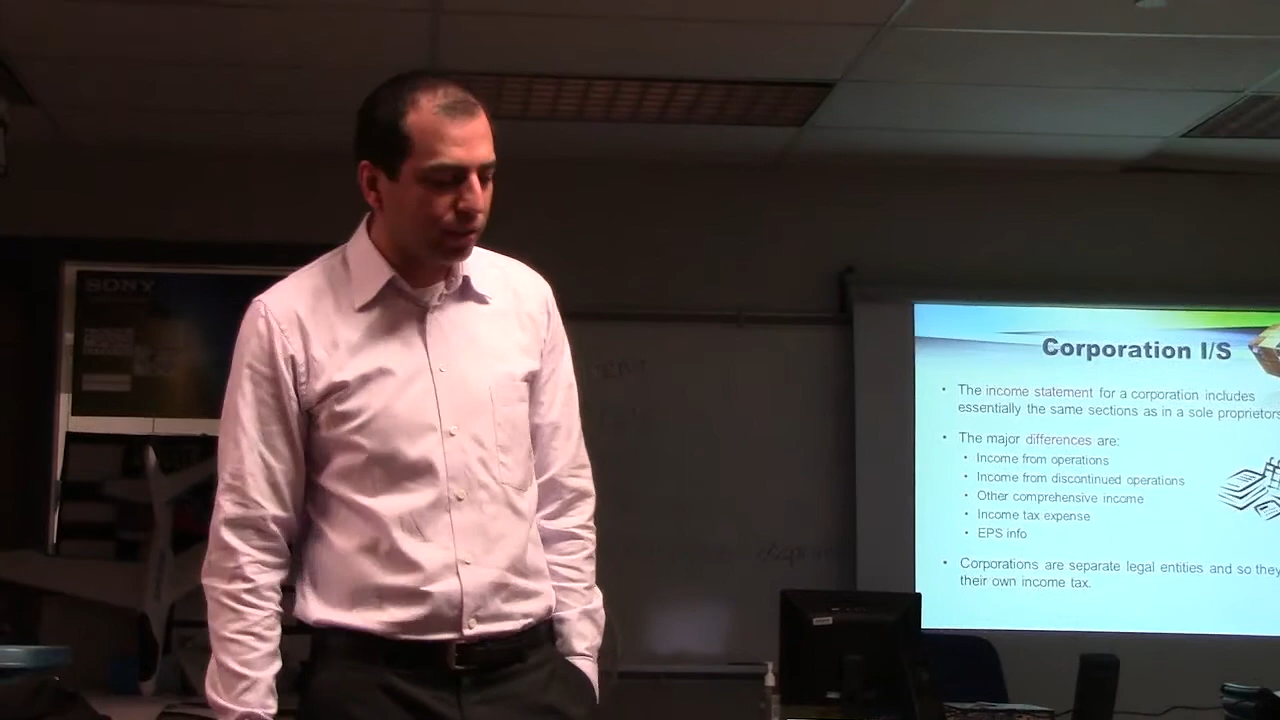 SONY
Corporation I/S
• The income statement for a corporation includes
essentially the same sections as in a sole proprietors
• The major differences are:
• Income from operations
• Income from discontinued operations
• Other comprehensive income
• Income tax expense
• EPS info
• Corporations are separate legal entities and so they
their own income tax.